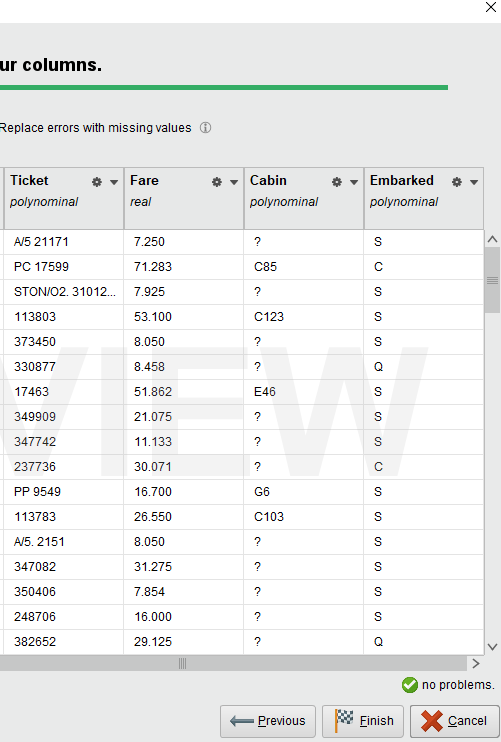 ur columns.
Replace errors with missing values
Ticket Fare Cabin Embarked
polynominal real polynominal polynominal
A/5 21171 7.250 ? S
PC 17599 71.283 C85 C
STON/O2. 31012... 7.925 ? S
113803 53.100 C123 S
373450 8.050 ? S
330877 8.458 ? Q
17463 51.862 E46 S
349909 21.075 ? S
347742 11.133 ? S
237736 30.071 ? C
PP 9549 16.700 G6 S
113783 26.550 C103 S
A/5. 2151 8.050 ? S
347082 31.275 ? S
350406 7.854 ? S
248706 16.000 ? S
382652 29.125 ? Q
VIEW
no problems.
Previous Finish Cancel